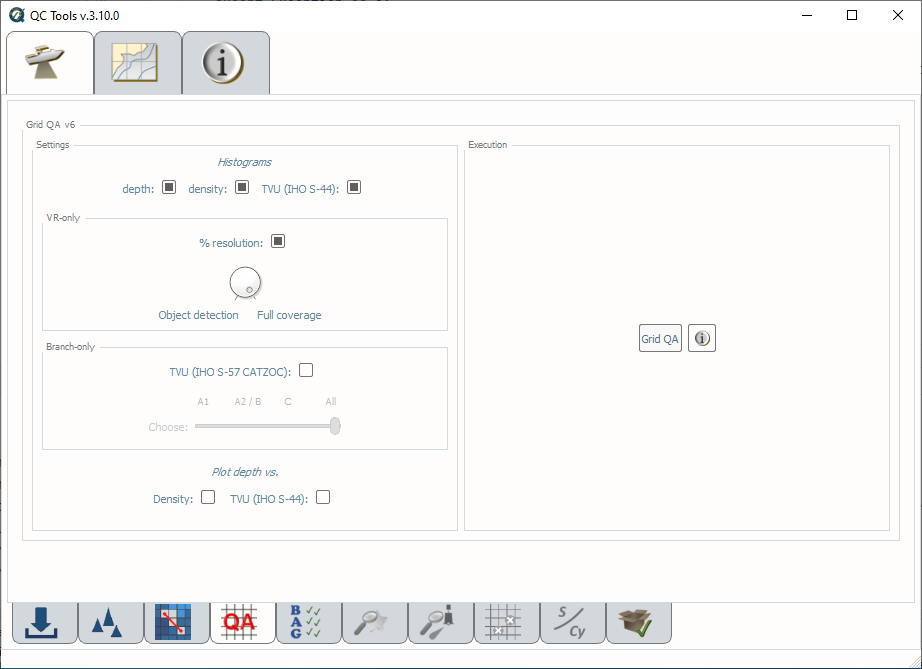 QC Tools v.3.10.0
Grid QA v6
Settings
Execution
Histograms
depth: density: TVU (IHO S-44):
VR-only
% resolution:
Object detection Full coverage
Branch-only
TVU (IHO S-57 CATZOC):
A1 A2 / B C All
Choose:
Plot depth vs.
Density: TVU (IHO S-44):
Grid QA i
i
QA
B
A
G
S/Cy